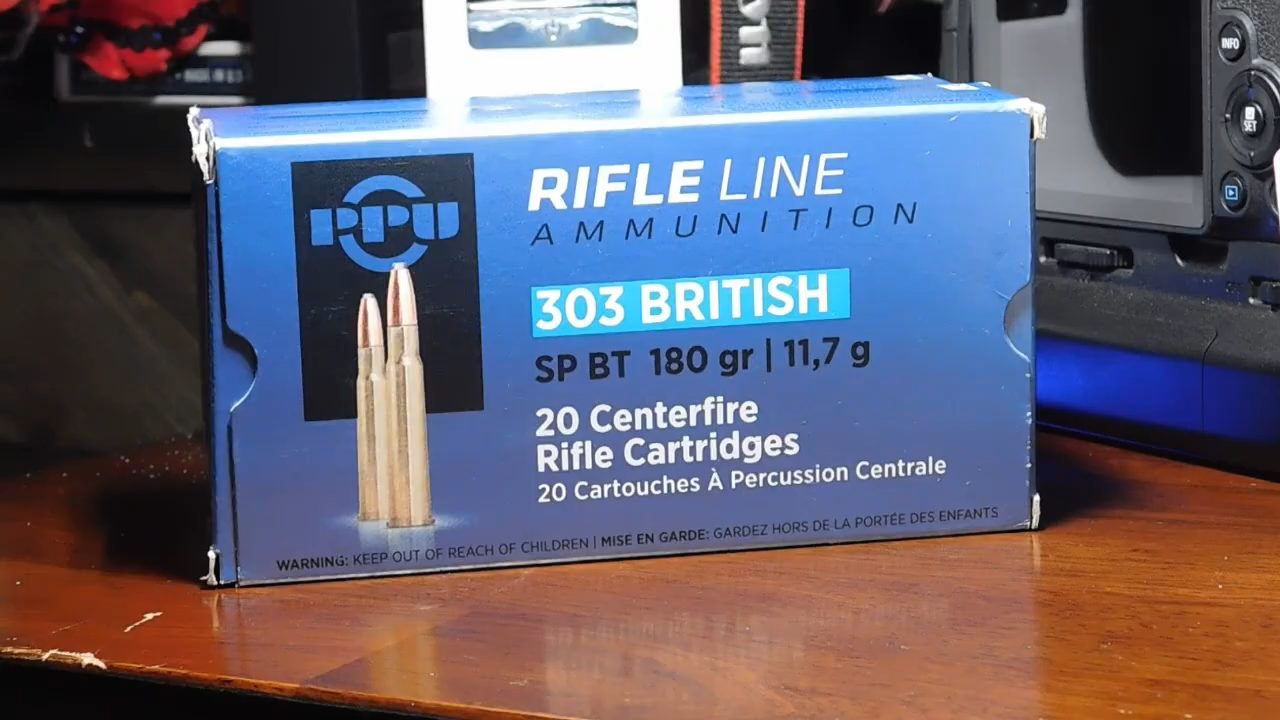 PPU
RIFLE LINE
AMMUNITION
303 BRITISH
SP BT 180 gr | 11,7 g
20 Centerfire
Rifle Cartridges
20 Cartouches À Percussion Centrale
WARNING: KEEP OUT OF REACH OF CHILDREN | MISE EN GARDE: GARDEZ HORS DE LA PORTÉE DES ENFANTS
INFO
SET